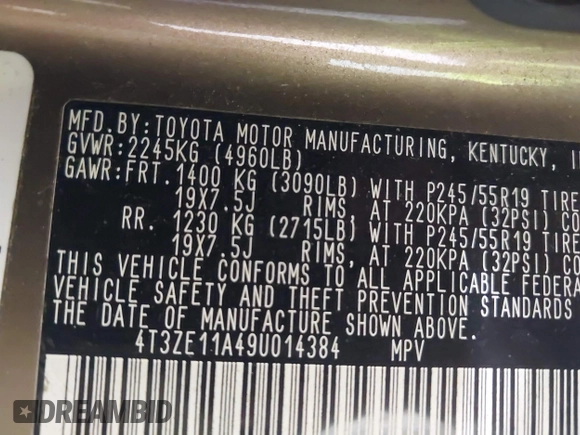 MFD.BY:TOYOTA MOTOR MANUFACTURING, KENTUCKY,
GVWR:2245KG (4960LB)
GAWR:FRT. 1400 KG (3090LB) WITH P245/55R19 TIRE
19X7.5J RIMS, AT 220KPA (32PSI) CO
RR. 1230 KG (2715LB) WITH P245/55R19 TIRE
19X7.5J RIMS, AT 220KPA (32PSI) CO
THIS VEHICLE CONFORMS TO ALL APPLICABLE FEDERA
VEHICLE SAFETY AND THEFT PREVENTION STANDARDS
THE DATE OF MANUFACTURE SHOWN ABOVE.
4T3ZE11A49U014384 MPV
DREAMBID